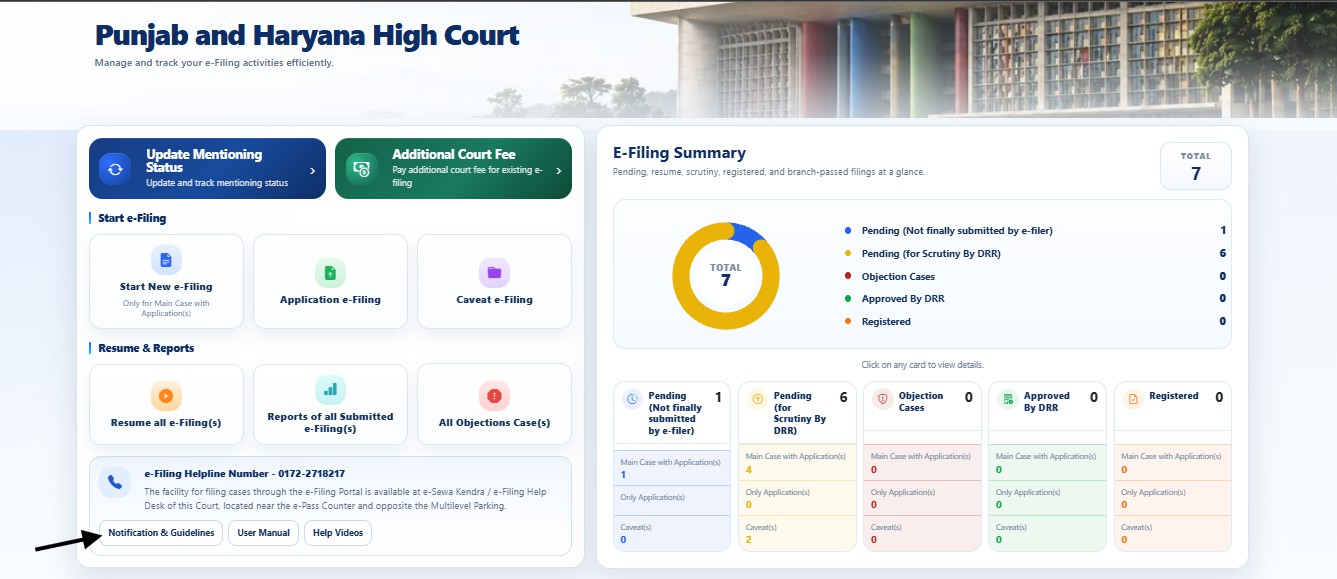 Punjab and Haryana High Court
Manage and track your e-Filing activities efficiently.
Update Mentioning
Status
Update and track mentioning status
Additional Court Fee
Pay additional court fee for existing e-
filing
Start e-Filing
Start New e-Filing
Only for Main Case with
Application(s)
Application e-Filing
Caveat e-Filing
Resume & Reports
Resume all e-Filing(s)
Reports of all Submitted
e-Filing(s)
All Objections Case(s)
e-Filing Helpline Number - 0172-2718217
The facility for filing cases through the e-Filing Portal is available at e-Sewa Kendra / e-Filing Help
Desk of this Court, located near the e-Pass Counter and opposite the Multilevel Parking.
Notification & Guidelines
User Manual
Help Videos
E-Filing Summary
Pending, resume, scrutiny, registered, and branch-passed filings at a glance.
TOTAL
7
TOTAL
7
Pending (Not finally submitted by e-filer) 1
Pending (for Scrutiny By DRR) 6
Objection Cases 0
Approved By DRR 0
Registered 0
Click on any card to view details.
Pending 1
(Not finally
submitted
by e-filer)
Main Case with Application(s)
1
Only Application(s)
Caveat(s)
0
Pending 6
(for
Scrutiny By
DRR)
Main Case with Application(s)
4
Only Application(s)
0
Caveat(s)
2
Objection 0
Cases
Main Case with Application(s)
0
Only Application(s)
0
Caveat(s)
0
Approved 0
By DRR
Main Case with Application(s)
0
Only Application(s)
0
Caveat(s)
0
Registered 0
Main Case with Application(s)
0
Only Application(s)
0
Caveat(s)
0